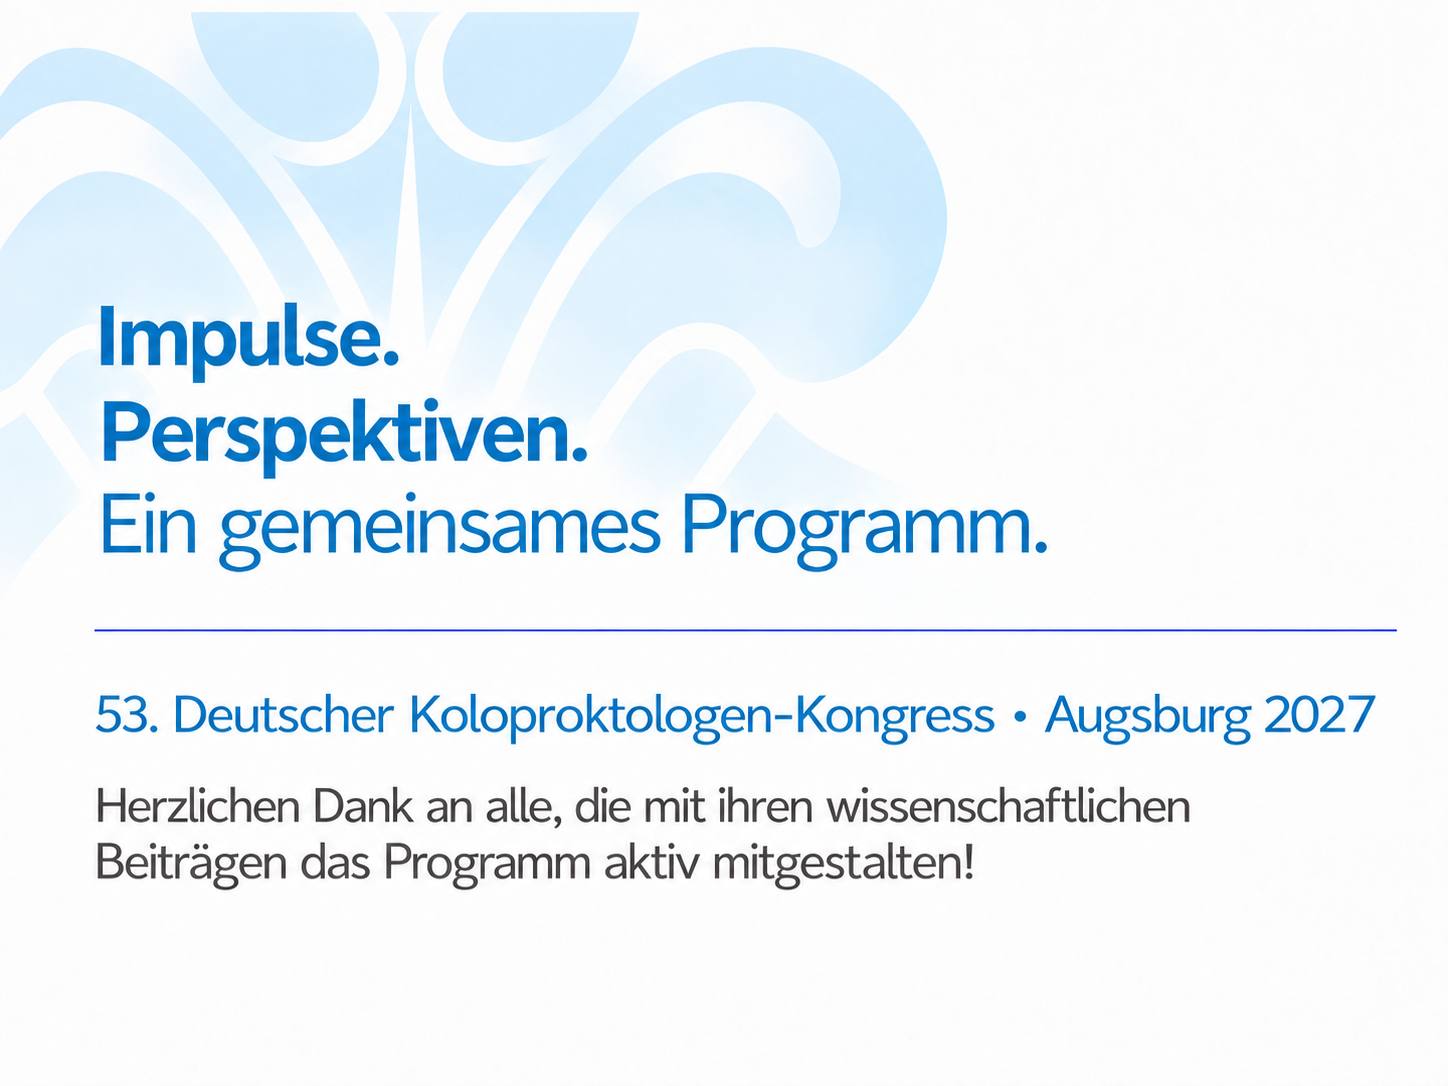 Impulse.
Perspektiven.
Ein gemeinsames Programm.
53. Deutscher Koloproktologen-Kongress • Augsburg 2027
Herzlichen Dank an alle, die mit ihren wissenschaftlichen
Beiträgen das Programm aktiv mitgestalten!